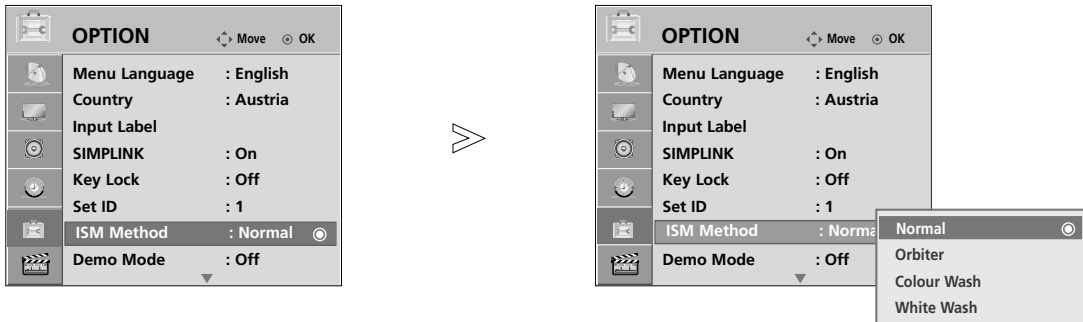 OPTION Move OK
Menu Language : English
Country : Austria
Input Label
SIMPLINK : On
Key Lock : Off
Set ID : 1
ISM Method : Normal
Demo Mode : Off
OPTION Move OK
Menu Language : English
Country : Austria
Input Label
SIMPLINK : On
Key Lock : Off
Set ID : 1
ISM Method : Norma
Demo Mode : Off
Normal
Orbiter
Colour Wash
White Wash